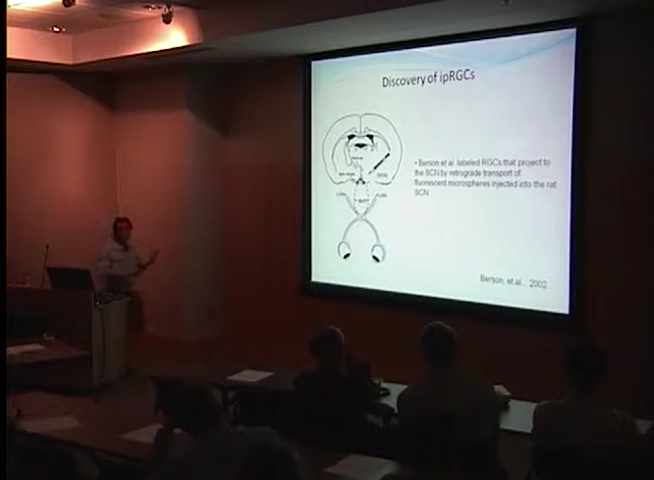 Discovery of ipRGCs
• Berson et al. labeled RGCs that project to
the SCN by retrograde transport of
fluorescent microspheres injected into the rat
SCN
Berson, et al., 2002